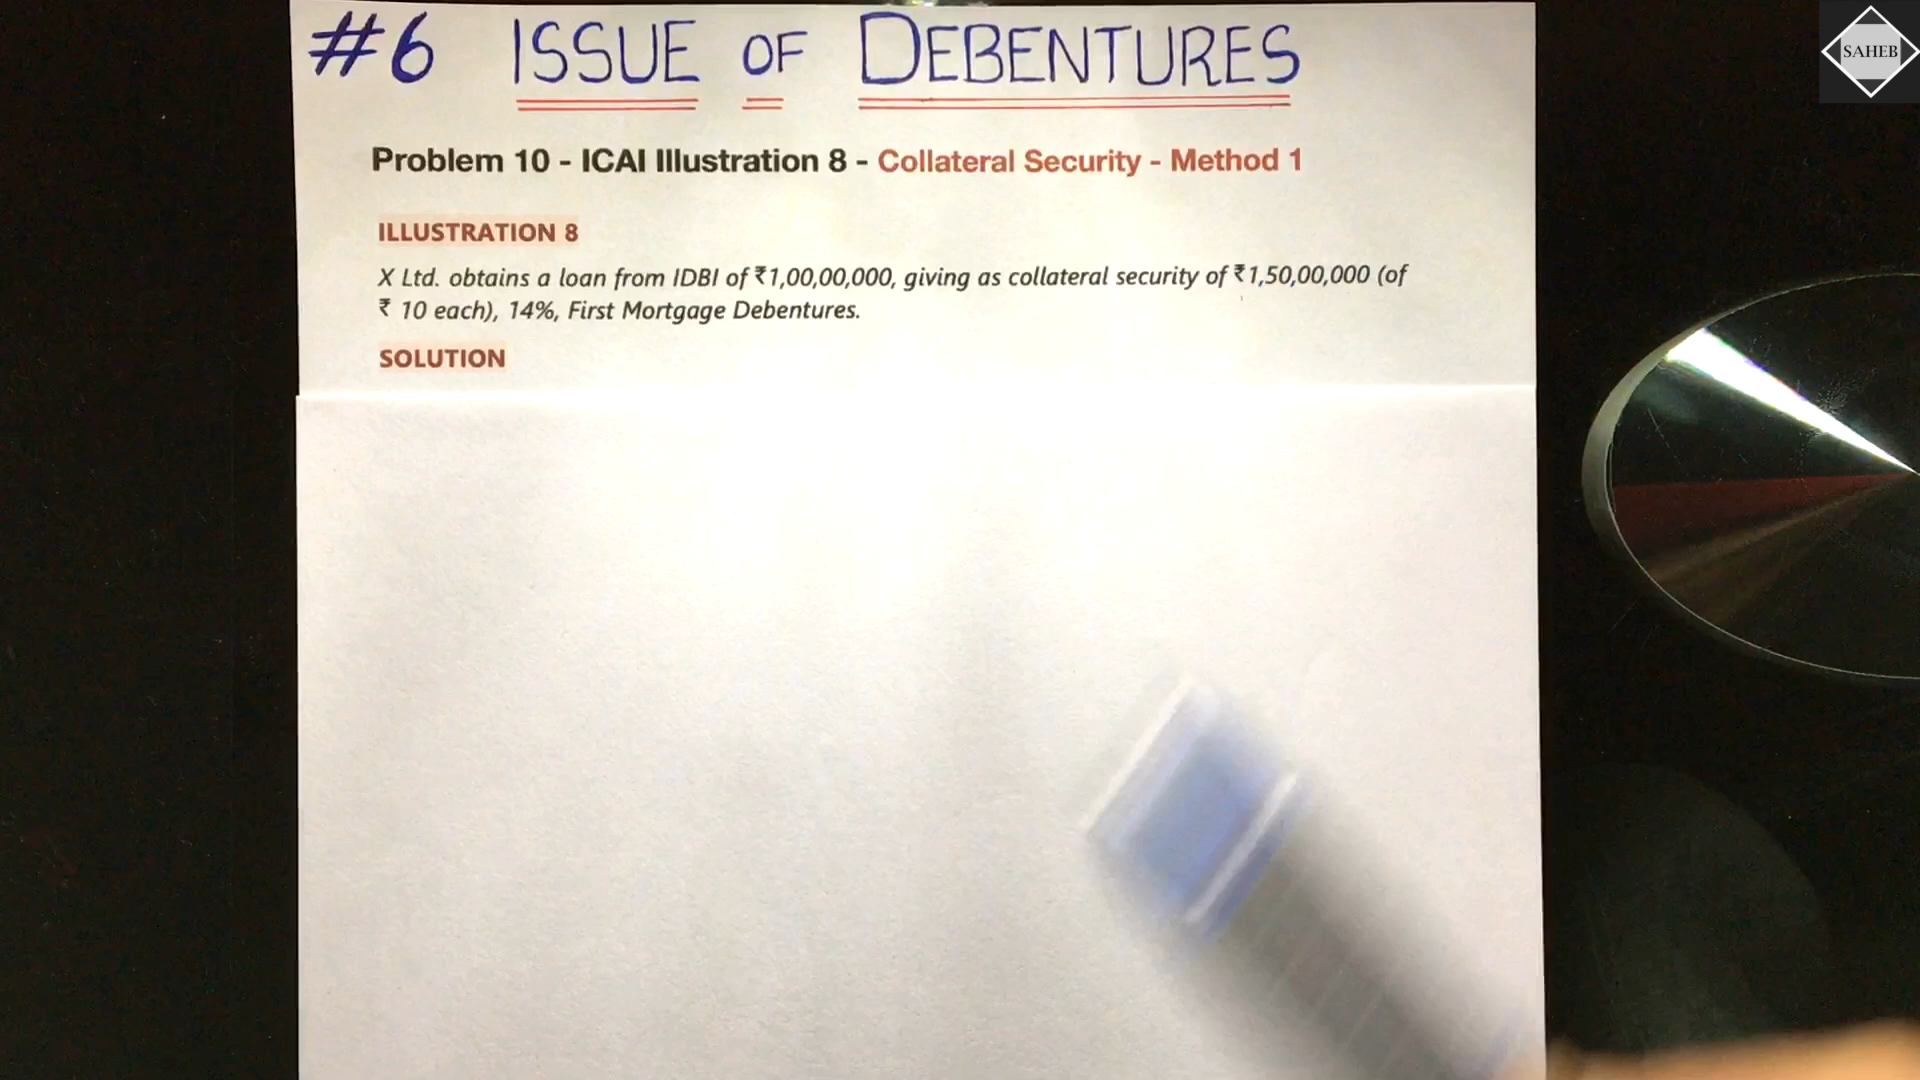 #6 ISSUE OF DEBENTURES
SAHEB
Problem 10 - ICAI Illustration 8 - Collateral Security - Method 1
ILLUSTRATION 8
X Ltd. obtains a loan from IDBI of ₹1,00,00,000, giving as collateral security of ₹1,50,00,000 (of
₹ 10 each), 14%, First Mortgage Debentures.
SOLUTION